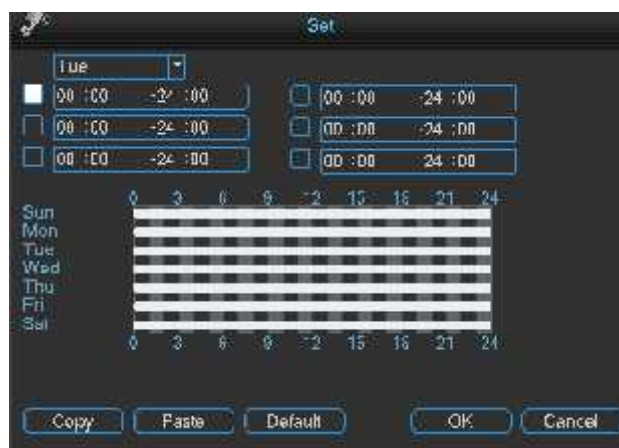 Set
Tue
00 :00 -24 :00 00 :00 -24 :00
00 :00 -24 :00 00 :00 -24 :00
00 :00 -24 :00 00 :00 -24 :00
0 3 6 9 12 15 18 21 24
Sun
Mon
Tue
Wed
Thu
Fri
Sat
0 3 6 9 12 15 18 21 24
Copy Paste Default OK Cancel